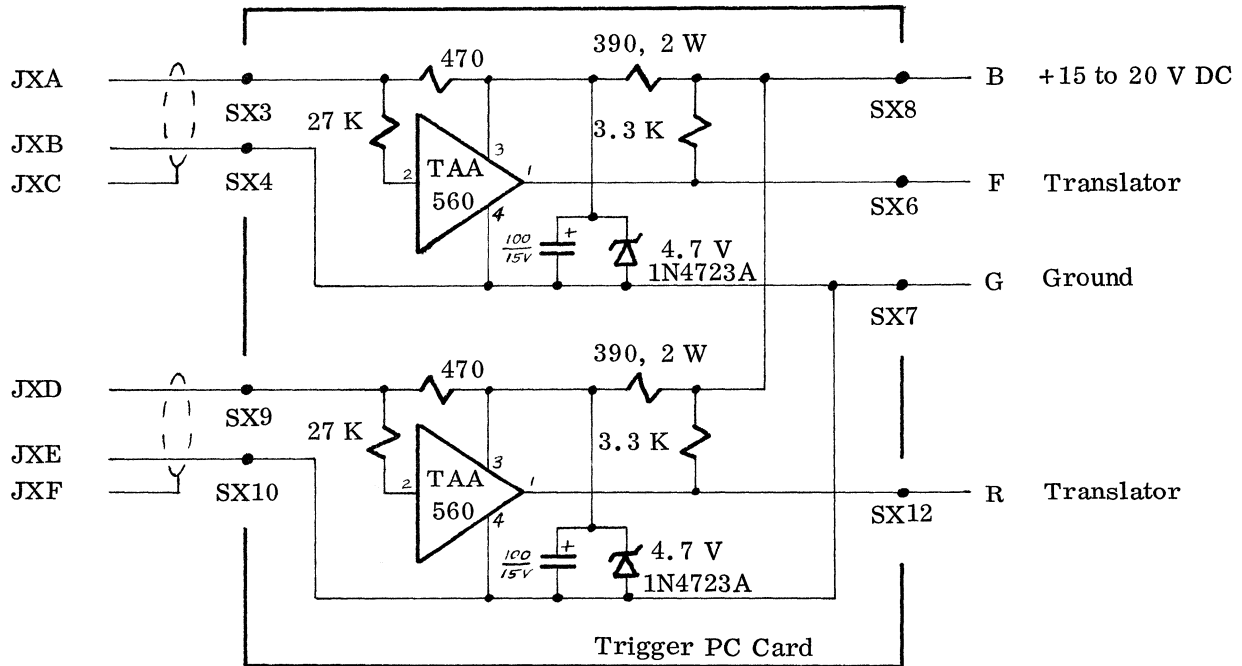 390, 2 W
470
JXA
B +15 to 20 V DC
SX3
SX8
27 K
3.3 K
JXB
3
TAA
560
2
1
JXC
SX4
F Translator
SX6
4
100
15V
+
4.7 V
1N4723A
G Ground
SX7
390, 2 W
470
JXD
SX9
27 K
3.3 K
JXE
3
TAA
560
2
1
JXF
SX10
R Translator
SX12
4
100
15V
+
4.7 V
1N4723A
Trigger PC Card